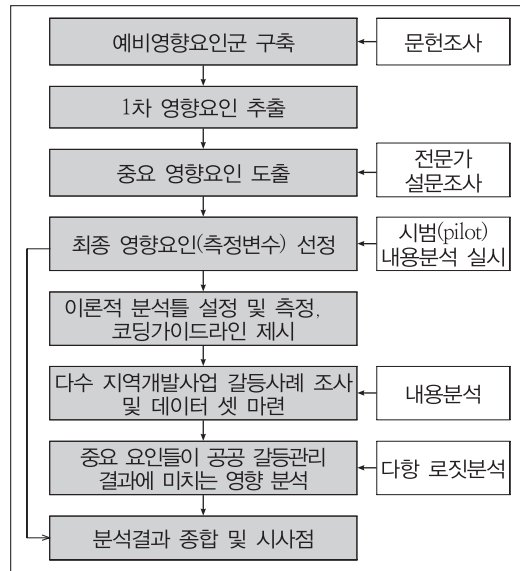 예비영향요인군 구축
문헌조사
1차 영향요인 추출
중요 영향요인 도출
전문가
설문조사
최종 영향요인(측정변수) 선정
시범(pilot)
내용분석 실시
이론적 분석틀 설정 및 측정,
코딩가이드라인 제시
다수 지역개발사업 갈등사례 조사
및 데이터 셋 마련
내용분석
중요 요인들이 공공 갈등관리
결과에 미치는 영향 분석
다항 로짓분석
분석결과 종합 및 시사점